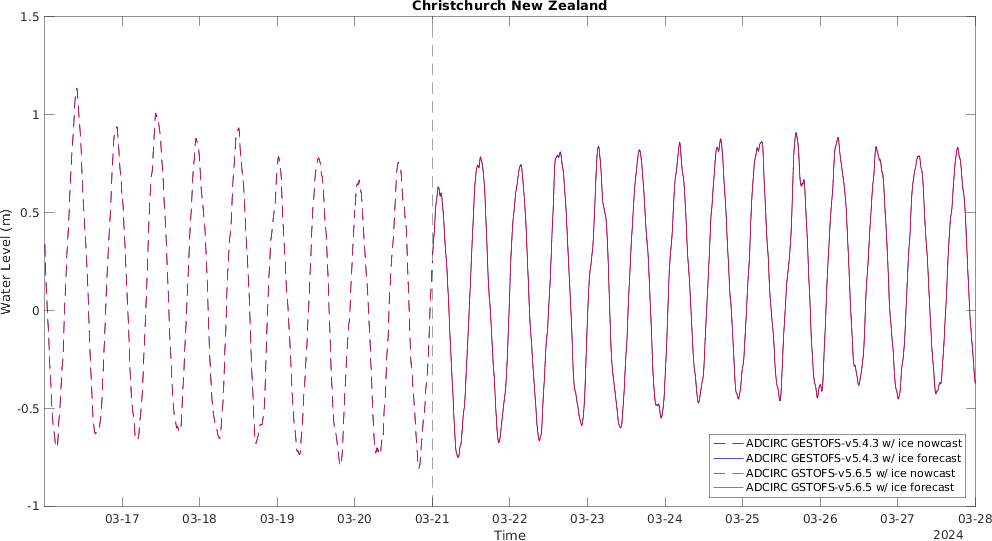 Christchurch New Zealand
1.5
1
0.5
0
-0.5
-1
Water Level (m)
ADCIRC GESTOFS-v5.4.3 w/ ice nowcast
ADCIRC GESTOFS-v5.4.3 w/ ice forecast
ADCIRC GSTOFS-v5.6.5 w/ ice nowcast
ADCIRC GSTOFS-v5.6.5 w/ ice forecast
03-17 03-18 03-19 03-20 03-21 03-22 03-23 03-24 03-25 03-26 03-27 03-28
Time
2024